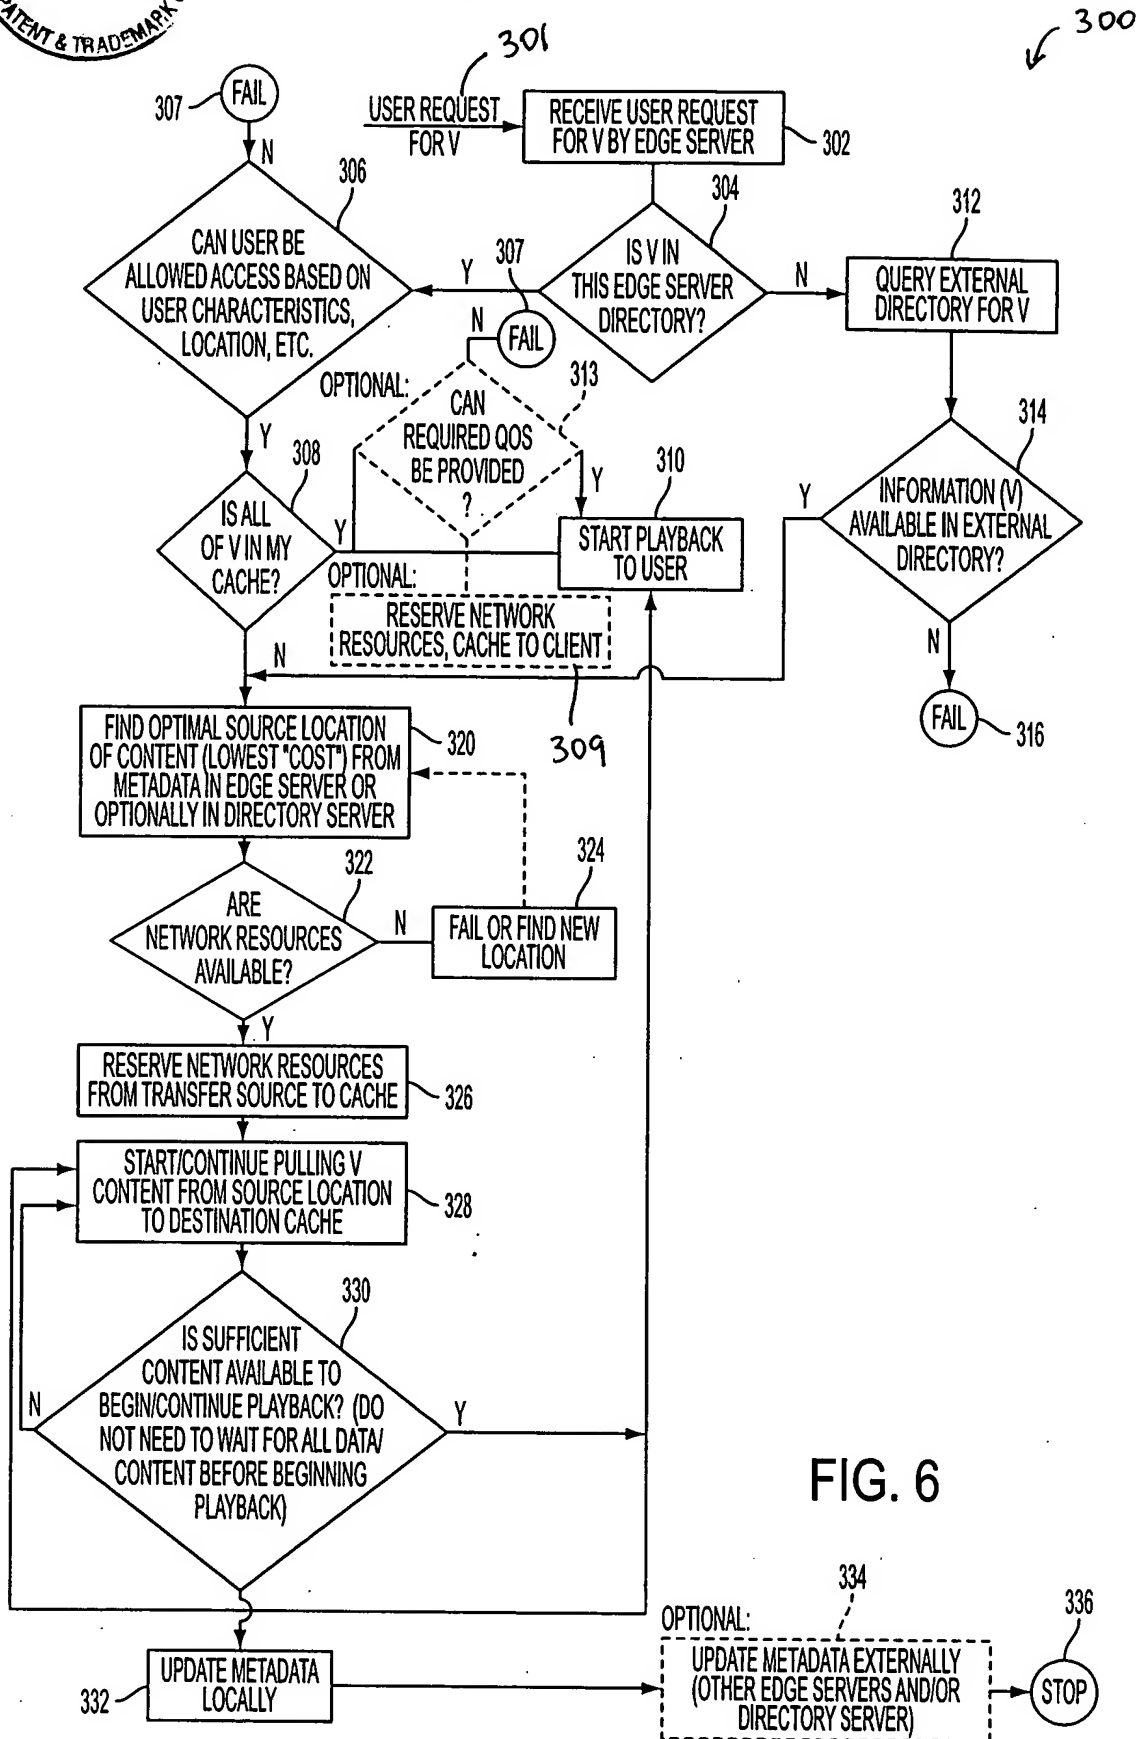 PATENT & TRADEMARK
300
301
USER REQUEST
FOR V
RECEIVE USER REQUEST
FOR V BY EDGE SERVER
302
307
FAIL
N
306
CAN USER BE
ALLOWED ACCESS BASED ON
USER CHARACTERISTICS,
LOCATION, ETC.
Y
304
IS V IN
THIS EDGE SERVER
DIRECTORY?
N
312
QUERY EXTERNAL
DIRECTORY FOR V
307
N
FAIL
OPTIONAL:
313
CAN
REQUIRED QOS
BE PROVIDED
?
Y
Y
308
IS ALL
OF V IN MY
CACHE?
Y
310
START PLAYBACK
TO USER
314
Y
INFORMATION (V)
AVAILABLE IN EXTERNAL
DIRECTORY?
OPTIONAL:
RESERVE NETWORK
RESOURCES, CACHE TO CLIENT
309
N
N
FAIL
316
FIND OPTIMAL SOURCE LOCATION
OF CONTENT (LOWEST "COST") FROM
METADATA IN EDGE SERVER OR
OPTIONALLY IN DIRECTORY SERVER
320
322
ARE
NETWORK RESOURCES
AVAILABLE?
N
324
FAIL OR FIND NEW
LOCATION
Y
RESERVE NETWORK RESOURCES
FROM TRANSFER SOURCE TO CACHE
326
START/CONTINUE PULLING V
CONTENT FROM SOURCE LOCATION
TO DESTINATION CACHE
328
330
IS SUFFICIENT
CONTENT AVAILABLE TO
BEGIN/CONTINUE PLAYBACK? (DO
NOT NEED TO WAIT FOR ALL DATA/
CONTENT BEFORE BEGINNING
PLAYBACK)
N
Y
FIG. 6
332
UPDATE METADATA
LOCALLY
OPTIONAL:
334
UPDATE METADATA EXTERNALLY
(OTHER EDGE SERVERS AND/OR
DIRECTORY SERVER)
336
STOP